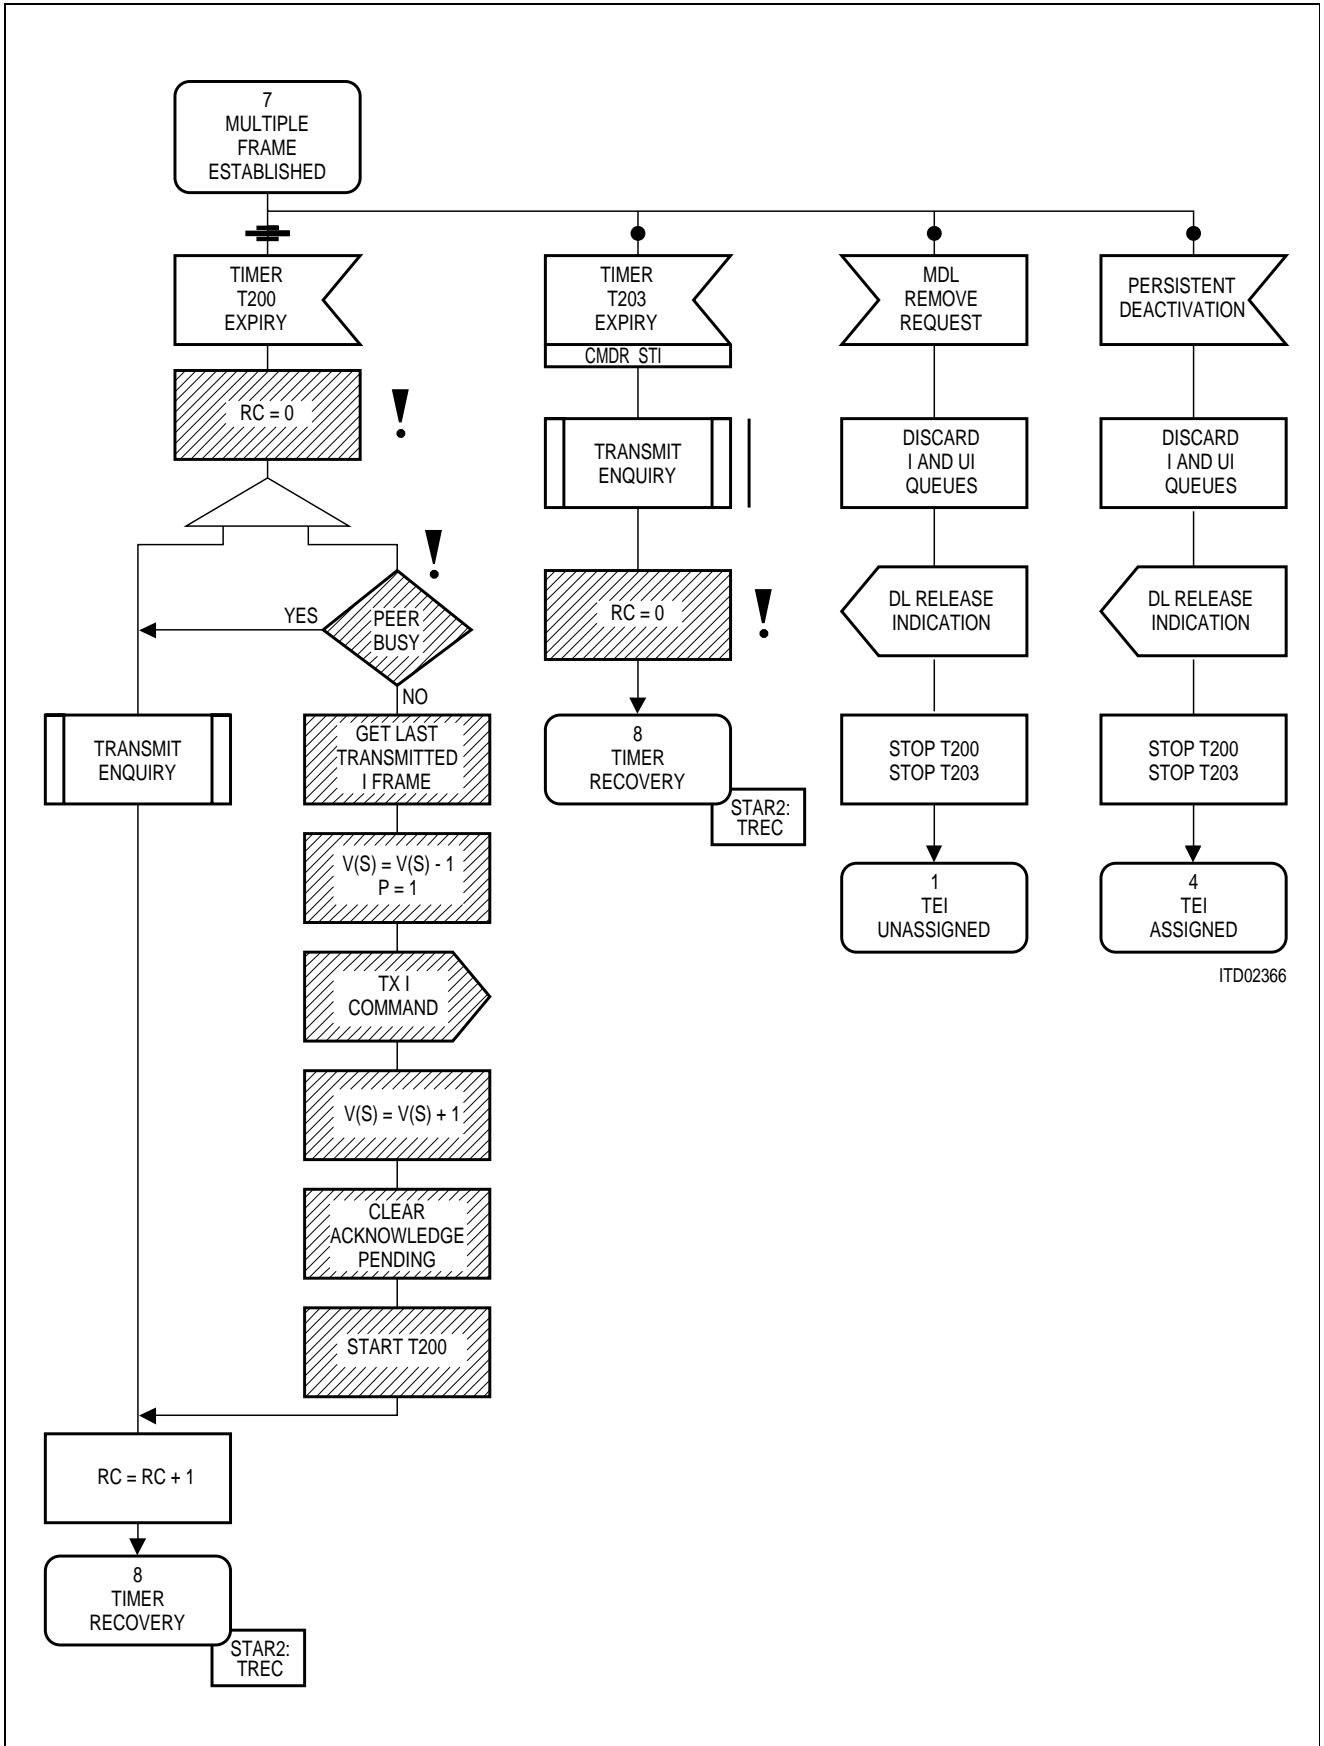 7
MULTIPLE
FRAME
ESTABLISHED
TIMER
T200
EXPIRY
TIMER
T203
EXPIRY
CMDR STI
MDL
REMOVE
REQUEST
PERSISTENT
DEACTIVATION
RC = 0
!
TRANSMIT
ENQUIRY
DISCARD
I AND UI
QUEUES
DISCARD
I AND UI
QUEUES
!
YES
PEER
BUSY
NO
RC = 0
!
DL RELEASE
INDICATION
DL RELEASE
INDICATION
TRANSMIT
ENQUIRY
GET LAST
TRANSMITTED
I FRAME
8
TIMER
RECOVERY
STAR2:
TREC
STOP T200
STOP T203
STOP T200
STOP T203
V(S) = V(S) - 1
P = 1
1
TEI
UNASSIGNED
4
TEI
ASSIGNED
ITD02366
TX I
COMMAND
V(S) = V(S) + 1
CLEAR
ACKNOWLEDGE
PENDING
START T200
RC = RC + 1
8
TIMER
RECOVERY
STAR2:
TREC